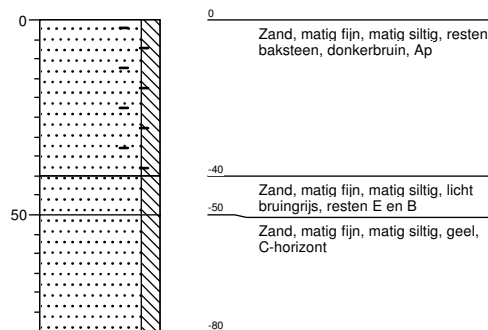 0
0
Zand, matig fijn, matig siltig, resten
baksteen, donkerbruin, Ap
-40
Zand, matig fijn, matig siltig, licht
bruingrijs, resten E en B
50
-50
Zand, matig fijn, matig siltig, geel,
C-horizont
-80